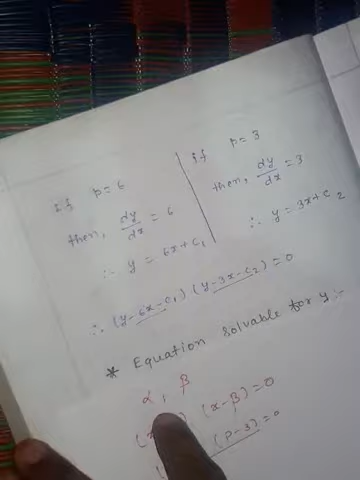 If p=6
then, dy/dx = 6
∴ y = 6x+c₁
If p=3
then, dy/dx = 3
∴ y = 3x+c₂
∴ (y-6x-c₁) (y-3x-c₂)=0
* Equation solvable for y :-
α, β
(x-β)=0
(p-3)=0